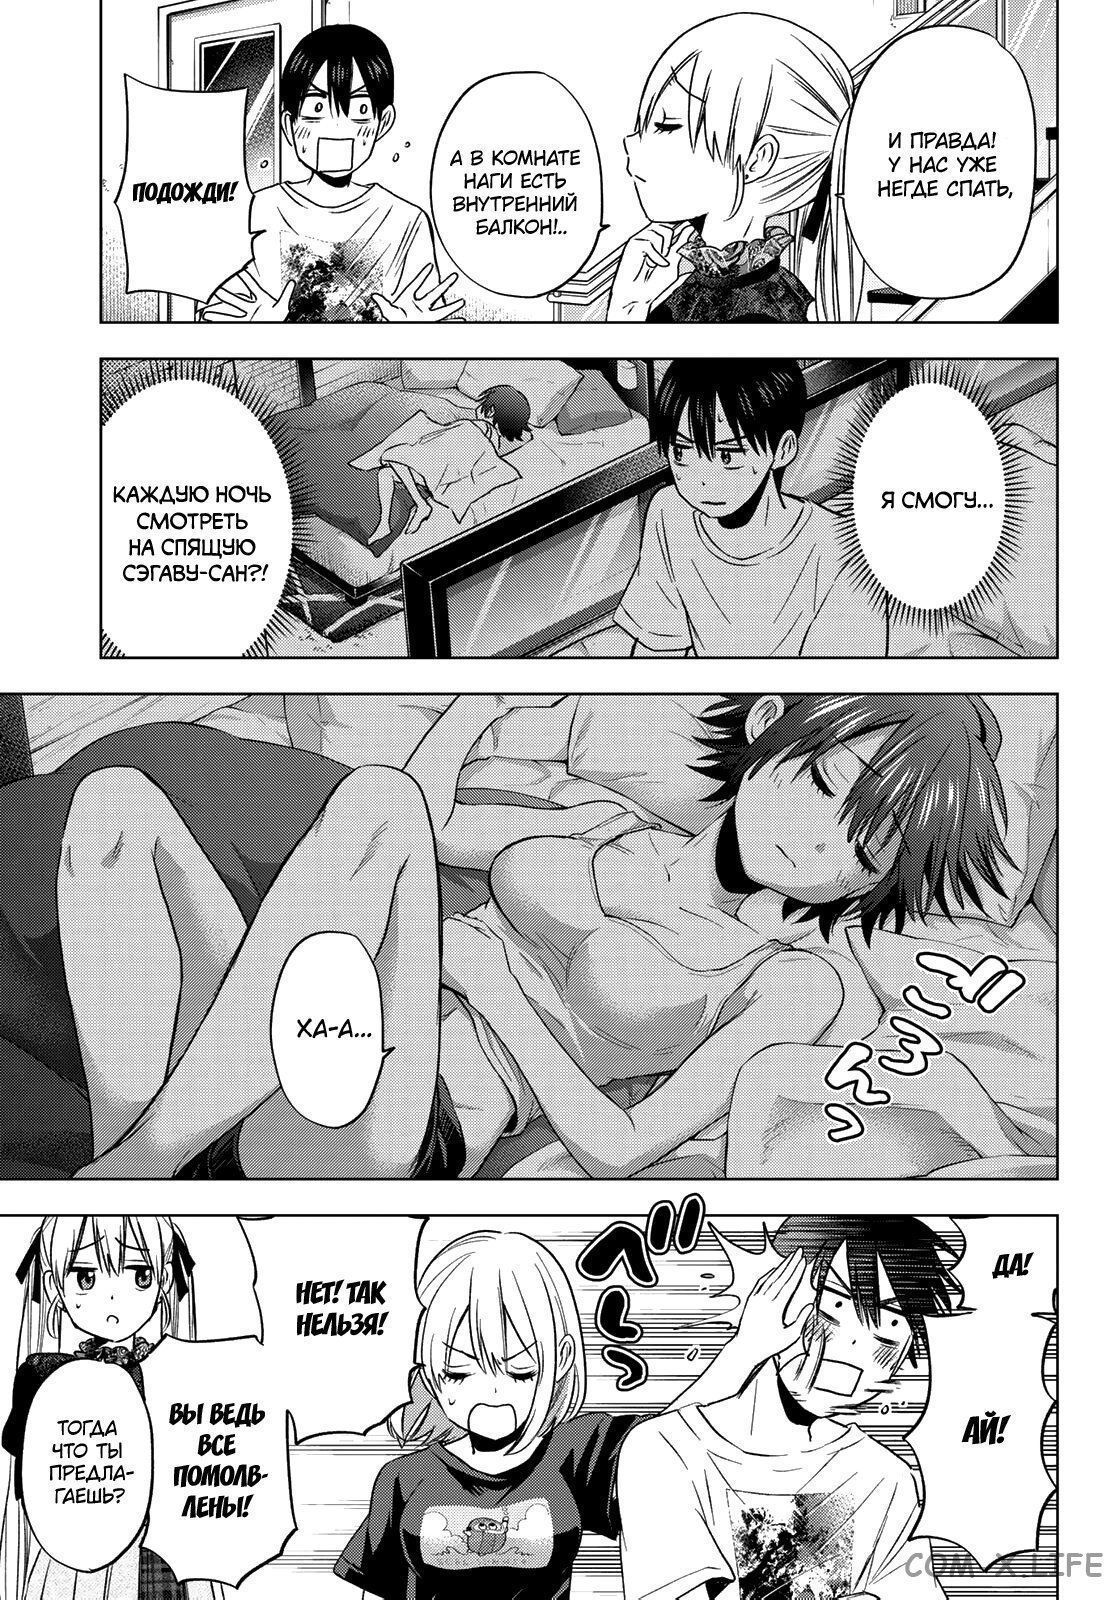 И ПРАВДА!
У НАС УЖЕ
НЕГДЕ СПАТЬ,
А В КОМНАТЕ
НАГИ ЕСТЬ
ВНУТРЕННИЙ
БАЛКОН!..
ПОДОЖДИ!
Я СМОГУ...
КАЖДУЮ НОЧЬ
СМОТРЕТЬ
НА СПЯЩУЮ
СЭГАВУ-САН?!
ХА-А...
ДА!
АЙ!
НЕТ! ТАК
НЕЛЬЗЯ!
ВЫ ВЕДЬ
ВСЕ
ПОМОЛВ-
ЛЕНЫ!
ТОГДА
ЧТО ТЫ
ПРЕДЛА-
ГАЕШЬ?
COM-X.LIFE